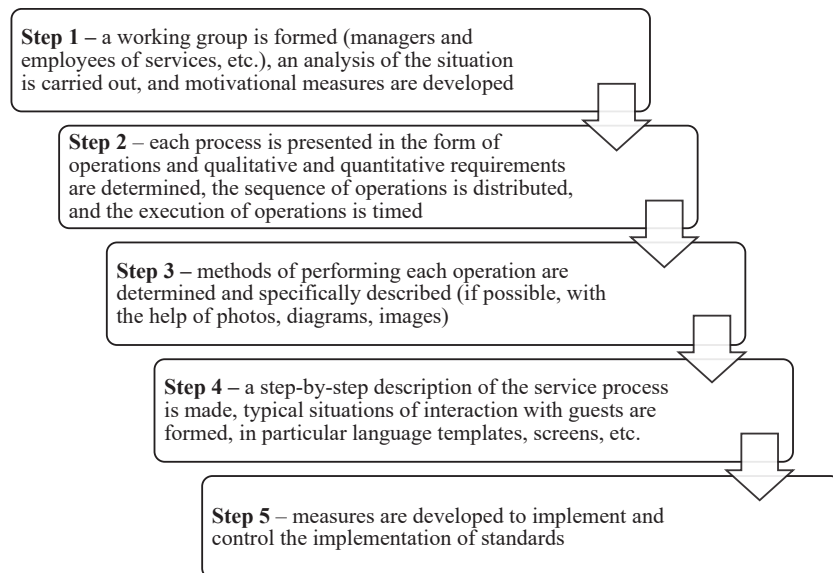 Step 1 – a working group is formed (managers and
employees of services, etc.), an analysis of the situation
is carried out, and motivational measures are developed
Step 2 – each process is presented in the form of
operations and qualitative and quantitative requirements
are determined, the sequence of operations is distributed,
and the execution of operations is timed
Step 3 – methods of performing each operation are
determined and specifically described (if possible, with
the help of photos, diagrams, images)
Step 4 – a step-by-step description of the service process
is made, typical situations of interaction with guests are
formed, in particular language templates, screens, etc.
Step 5 – measures are developed to implement and
control the implementation of standards